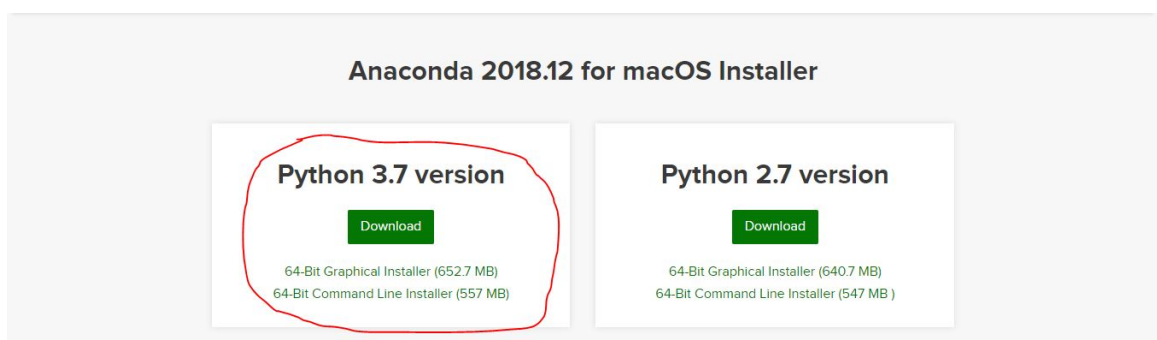 Anaconda 2018.12 for macOS Installer
Python 3.7 version
Download
64-Bit Graphical Installer (652.7 MB)
64-Bit Command Line Installer (557 MB)
Python 2.7 version
Download
64-Bit Graphical Installer (640.7 MB)
64-Bit Command Line Installer (547 MB )